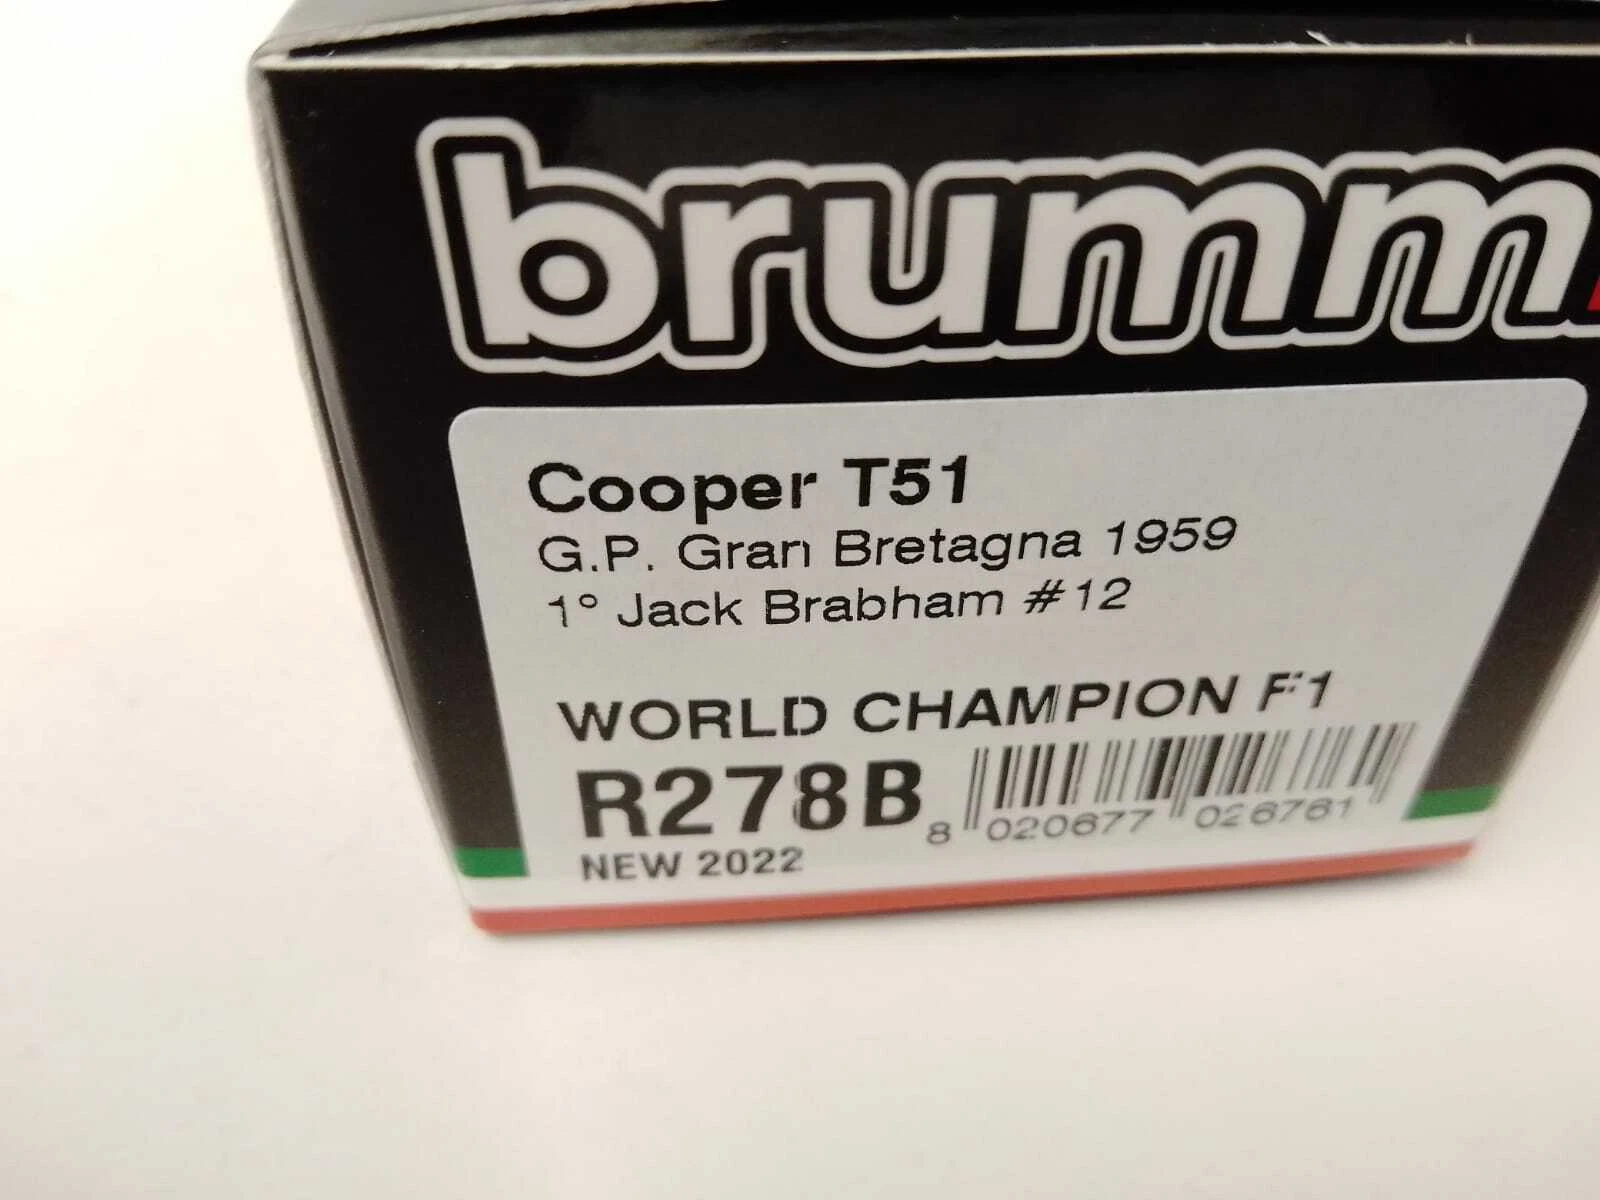 brumm
Cooper T51
G.P. Gran Bretagna 1959
1° Jack Brabham #12
WORLD CHAMPION F1
R278B
8 020677 026761
NEW 2022